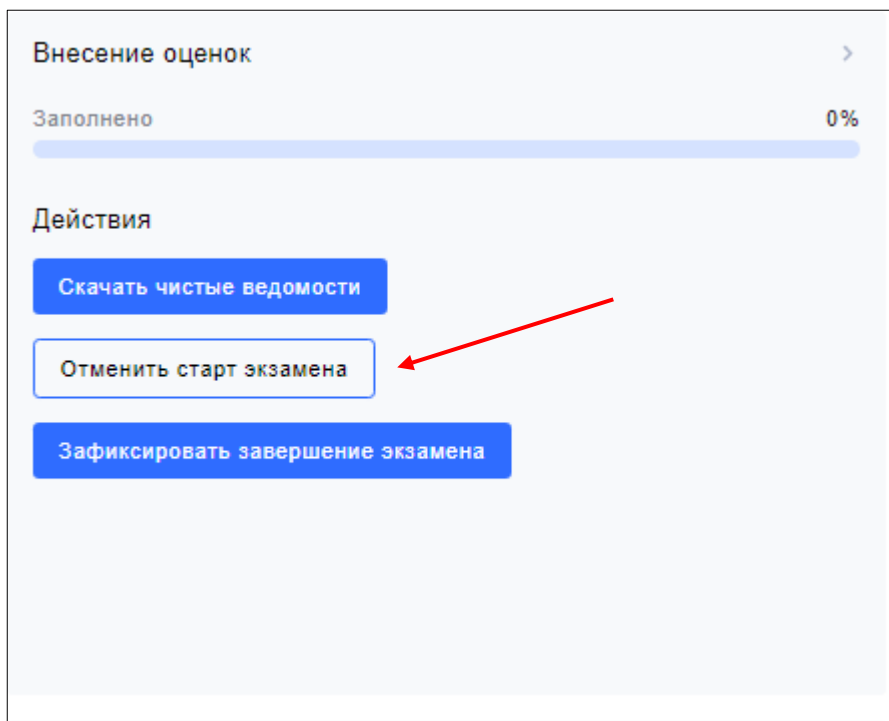 Внесение оценок
Заполнено 0%
Действия
Скачать чистые ведомости
Отменить старт экзамена
Зафиксировать завершение экзамена